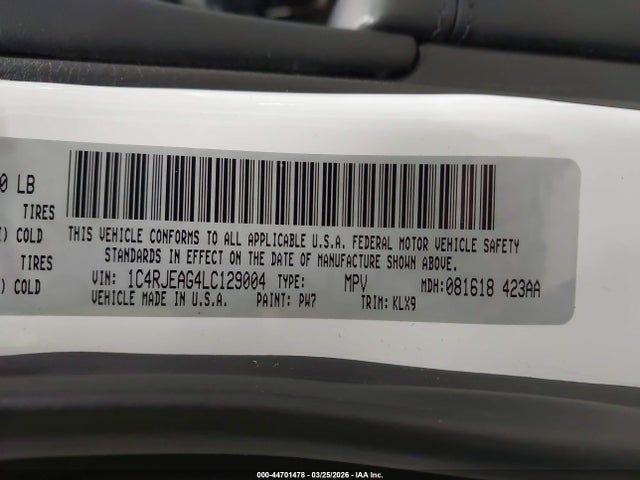 0 LB
TIRES
) COLD
TIRES
) COLD
THIS VEHICLE CONFORMS TO ALL APPLICABLE U.S.A. FEDERAL MOTOR VEHICLE SAFETY
STANDARDS IN EFFECT ON THE DATE OF MANUFACTURE SHOWN ABOVE.
VIN: 1C4RJEAG4LC129004 TYPE: MPV MDH:081618 423AA
VEHICLE MADE IN U.S.A. PAINT: PW7 TRIM: KLX9
000-44701478 - 03/25/2026 - IAA Inc.